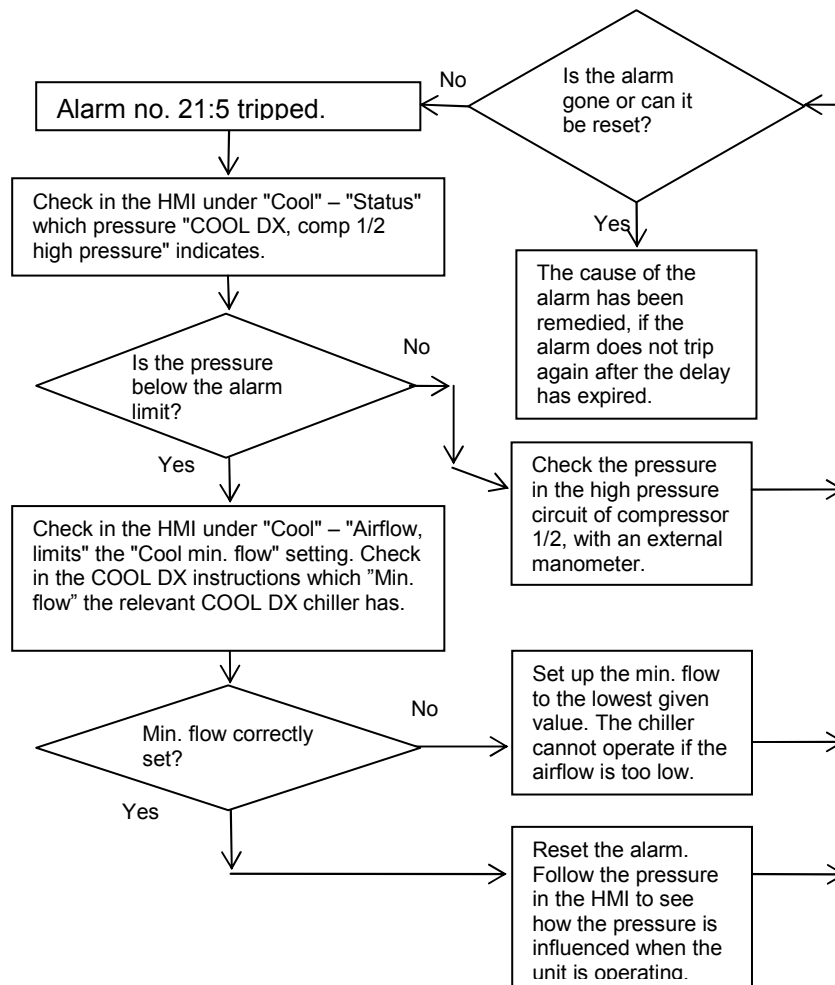 No
Is the alarm
gone or can it
be reset?
Alarm no. 21:5 tripped.
Yes
Check in the HMI under "Cool" – "Status"
which pressure "COOL DX, comp 1/2
high pressure" indicates.
The cause of the
alarm has been
remedied, if the
alarm does not trip
again after the delay
has expired.
Is the pressure
below the alarm
limit?
No
Yes
Check the pressure
in the high pressure
circuit of compressor
1/2, with an external
manometer.
Check in the HMI under "Cool" – "Airflow,
limits" the "Cool min. flow" setting. Check
in the COOL DX instructions which ”Min.
flow” the relevant COOL DX chiller has.
Min. flow correctly
set?
No
Yes
Set up the min. flow
to the lowest given
value. The chiller
cannot operate if the
airflow is too low.
Reset the alarm.
Follow the pressure
in the HMI to see
how the pressure is
influenced when the
unit is operating.